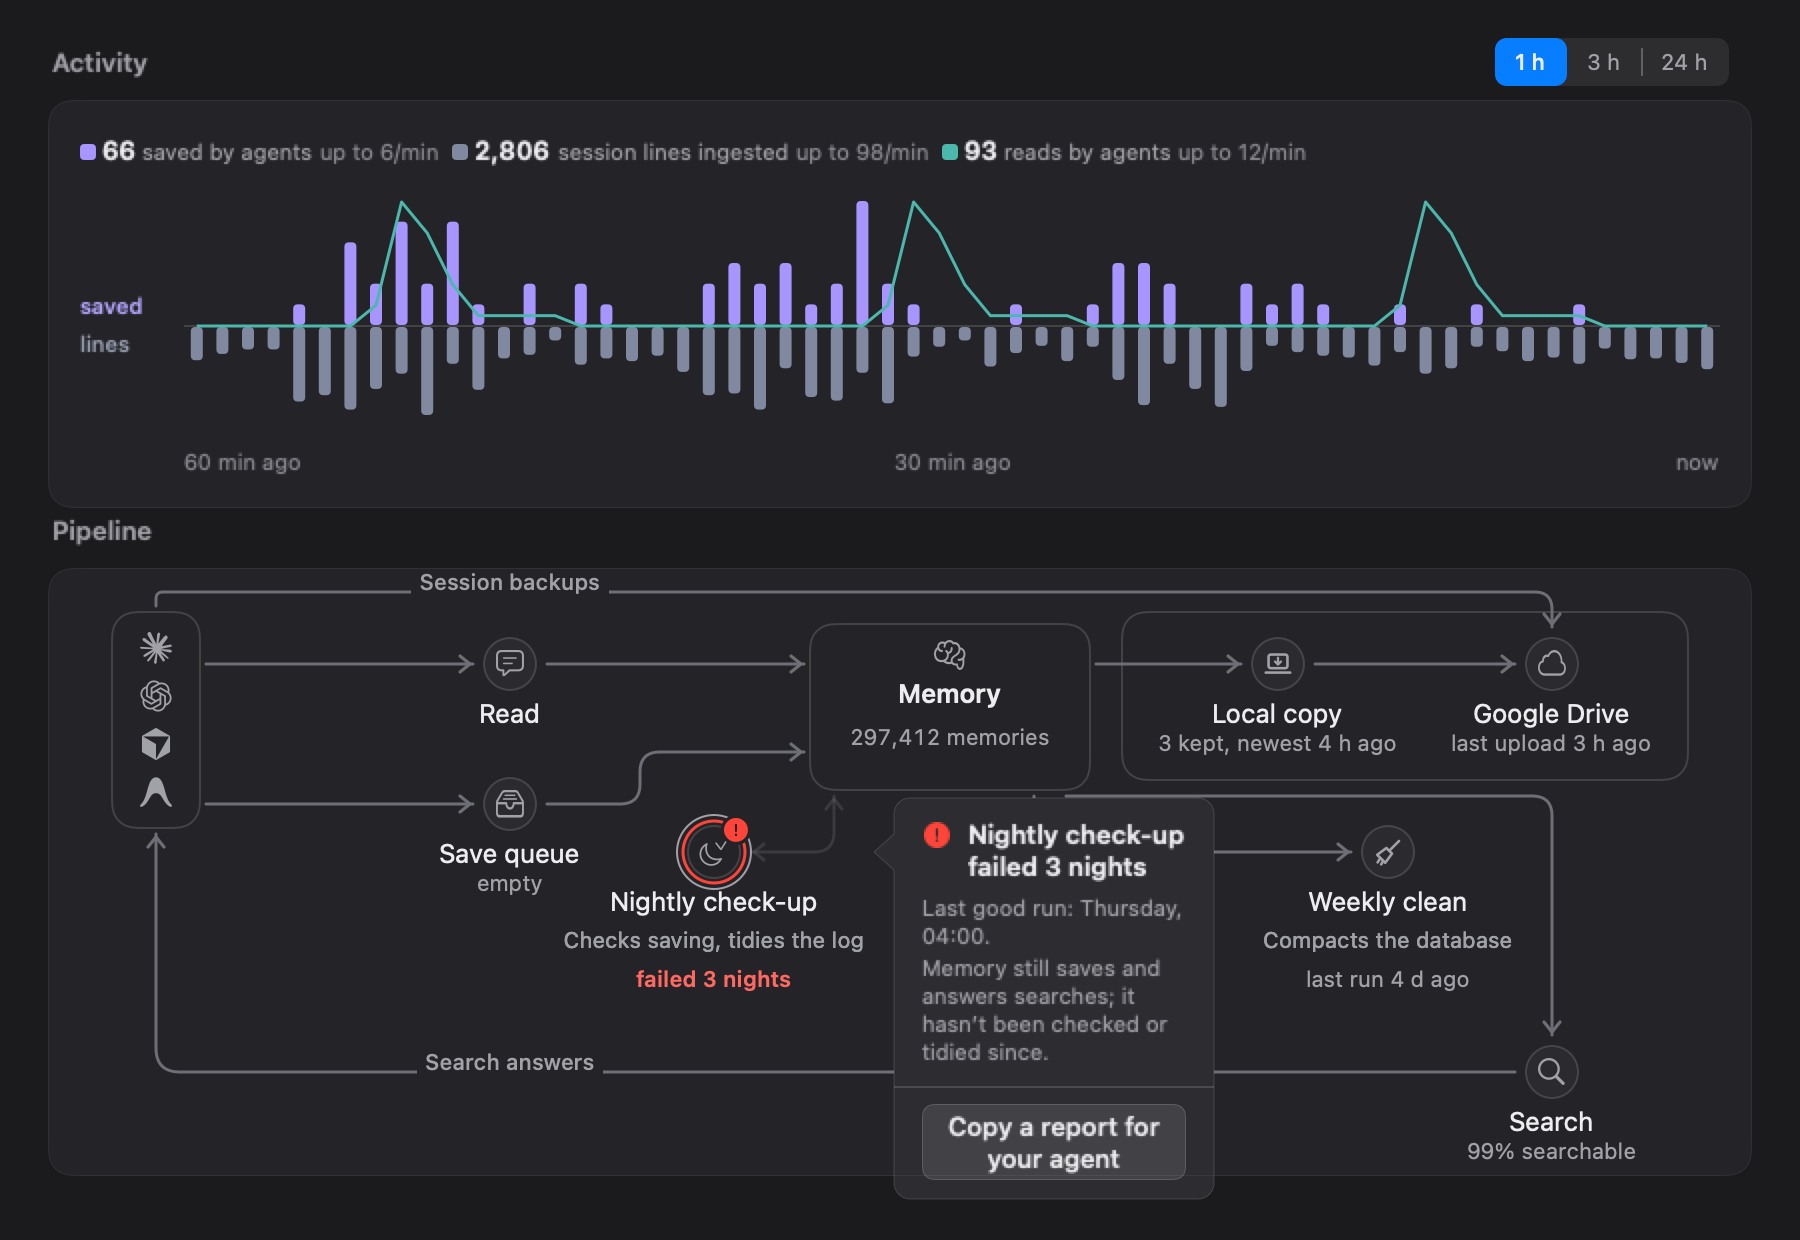 Activity
1 h 3 h 24 h
66 saved by agents up to 6/min 2,806 session lines ingested up to 98/min 93 reads by agents up to 12/min
saved
lines
60 min ago 30 min ago now
Pipeline
Session backups
Read
Memory
297,412 memories
Local copy
3 kept, newest 4 h ago
Google Drive
last upload 3 h ago
Save queue
empty
Nightly check-up
Checks saving, tidies the log
failed 3 nights
Nightly check-up
failed 3 nights
Last good run: Thursday,
04:00.
Memory still saves and
answers searches; it
hasn't been checked or
tidied since.
Copy a report for
your agent
Weekly clean
Compacts the database
last run 4 d ago
Search answers
Search
99% searchable